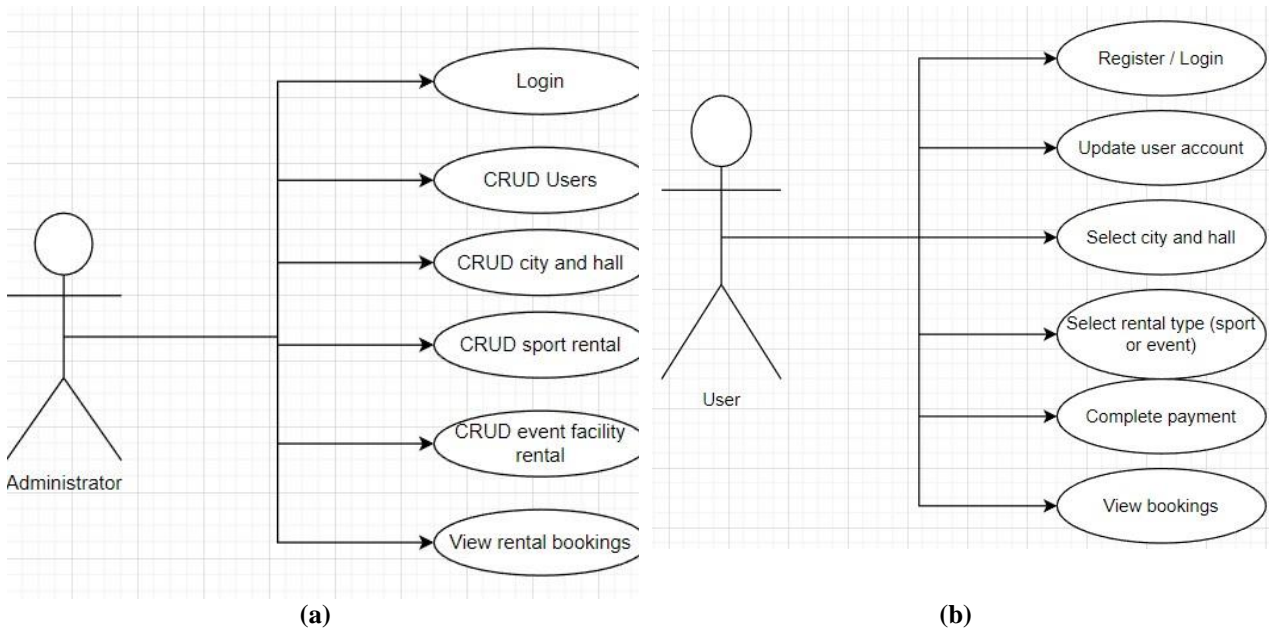 Login
CRUD Users
CRUD city and hall
CRUD sport rental
CRUD event facility
rental
View rental bookings
Administrator
(a)
Register / Login
Update user account
Select city and hall
Select rental type (sport
or event)
Complete payment
View bookings
User
(b)